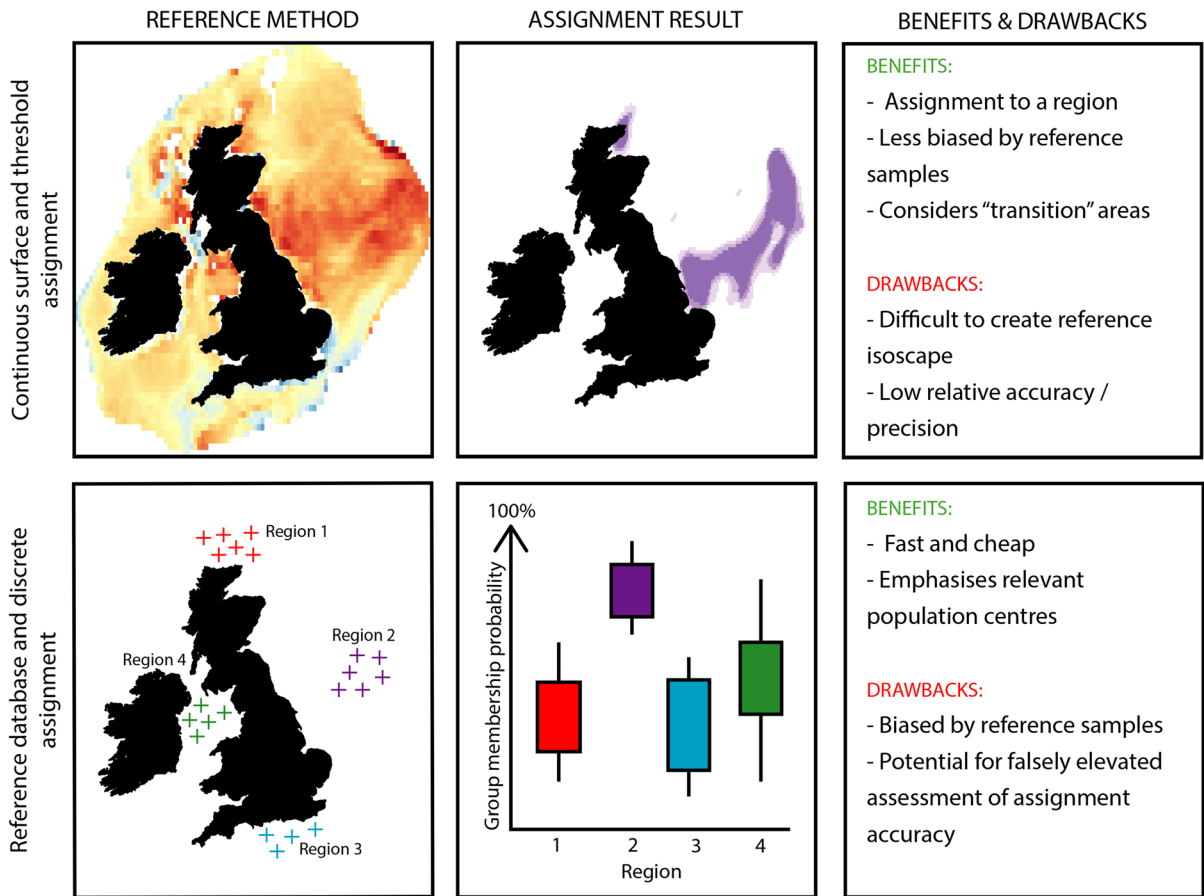 REFERENCE METHOD
ASSIGNMENT RESULT
BENEFITS & DRAWBACKS
Continuous surface and threshold
assignment
BENEFITS:
- Assignment to a region
- Less biased by reference
samples
- Considers “transition” areas
DRAWBACKS:
- Difficult to create reference
isoscape
- Low relative accuracy /
precision
Reference database and discrete
assignment
Region 1
Region 2
Region 4
Region 3
100%
Group membership probability
1 2 3 4
Region
BENEFITS:
- Fast and cheap
- Emphasises relevant
population centres
DRAWBACKS:
- Biased by reference samples
- Potential for falsely elevated
assessment of assignment
accuracy